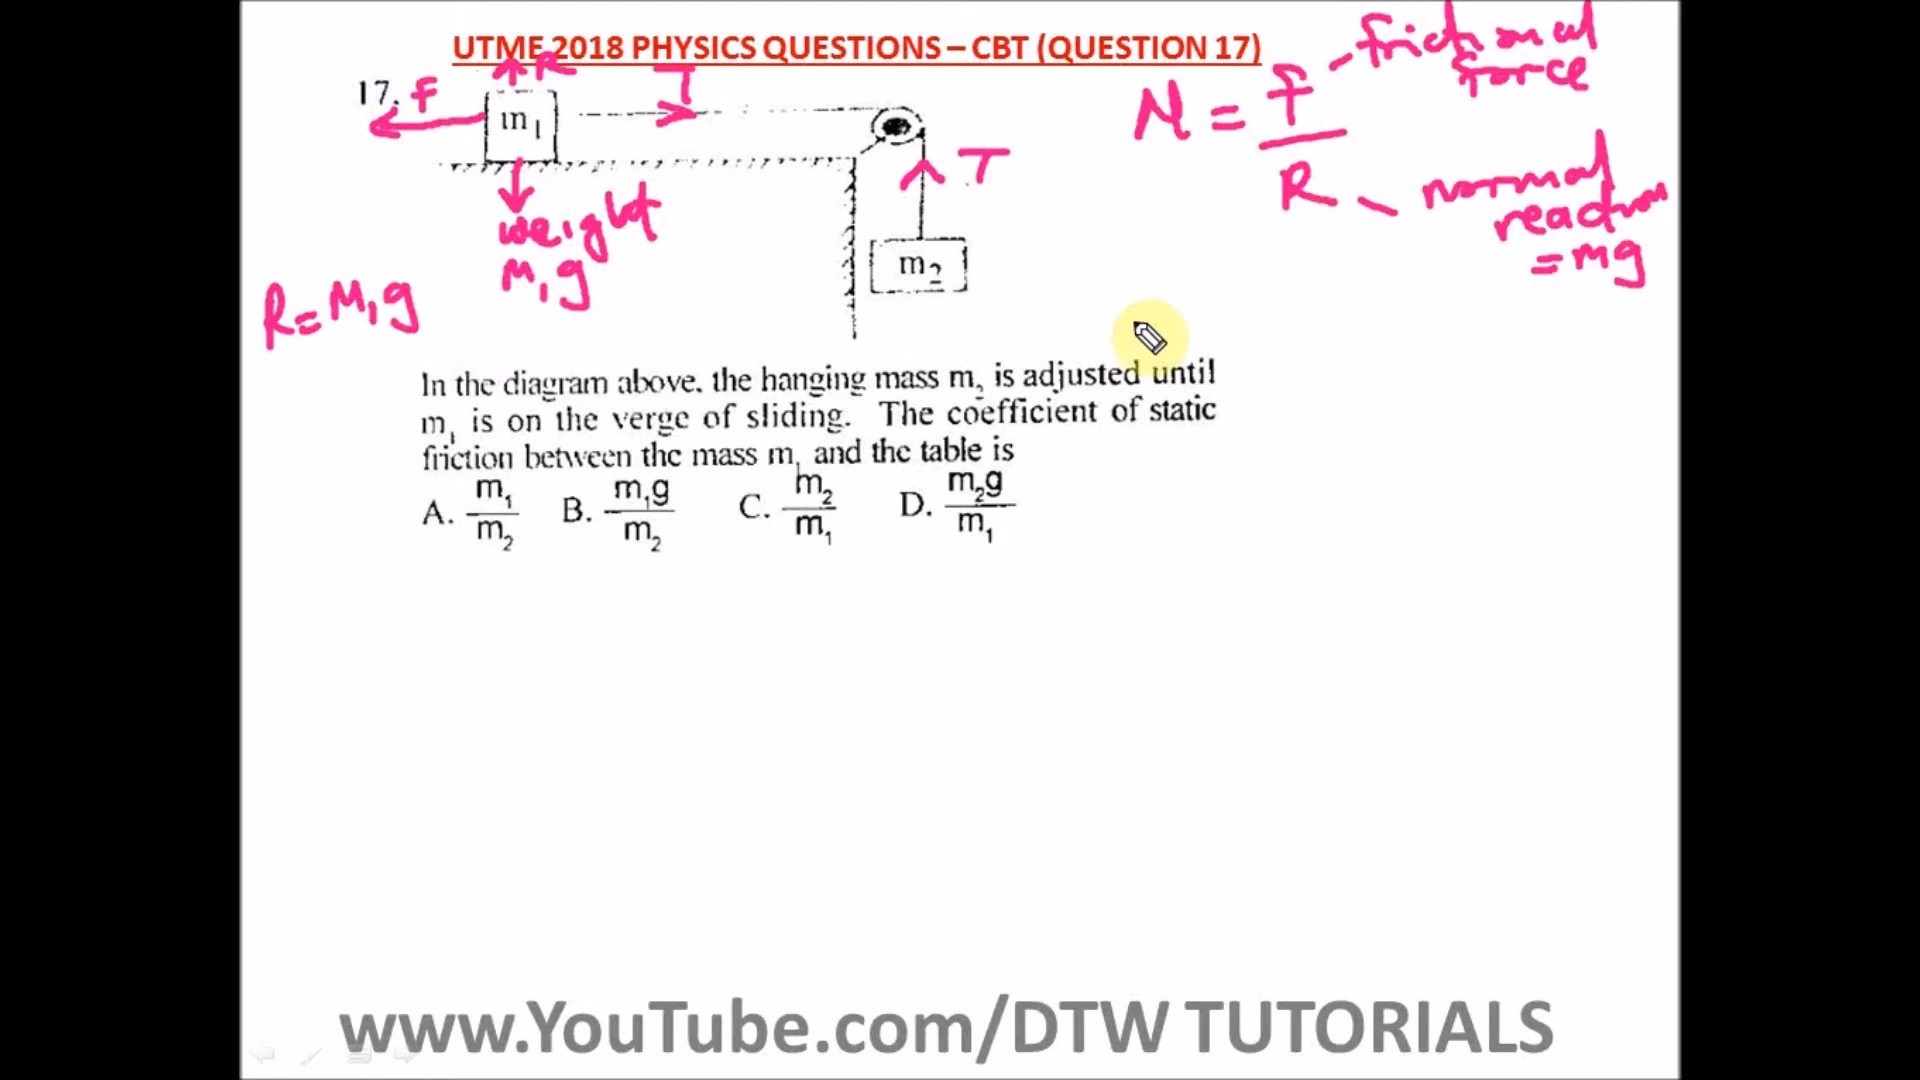 UTME 2018 PHYSICS QUESTIONS – CBT (QUESTION 17)
17.
F
R
T
m1
weight
M1g
R = M1g
T
m2
N = f/R
- frictional force
- normal reaction = mg
In the diagram above, the hanging mass m2 is adjusted until
m1 is on the verge of sliding. The coefficient of static
friction between the mass m1 and the table is
A. m1/m2 B. m1g/m2 C. m2/m1 D. m2g/m1
www.YouTube.com/DTW TUTORIALS